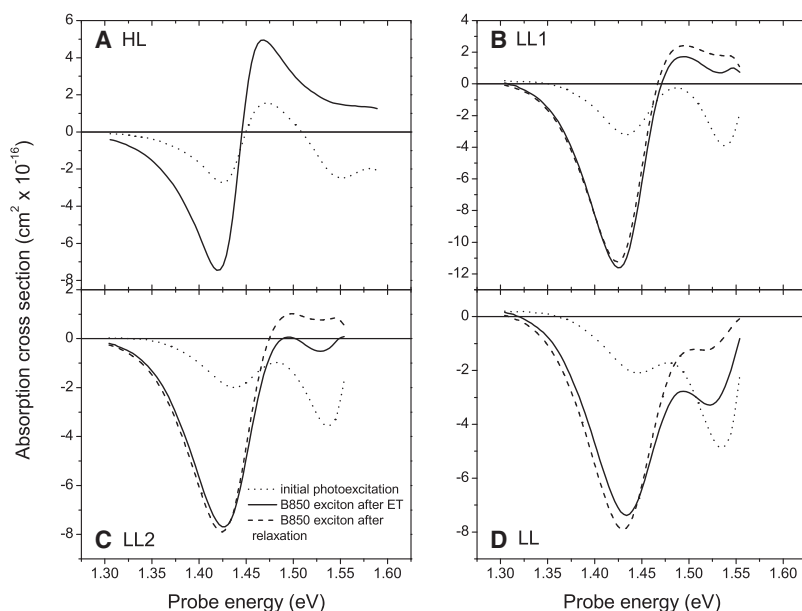 A HL
B LL1
6
4
2
0
-2
-4
-6
-8
4
2
0
-2
-4
-6
-8
-10
-12
Absorption cross section (cm² x 10⁻¹⁶)
2
0
-2
-4
-6
-8
0
-2
-4
-6
-8
initial photoexcitation
B850 exciton after ET
B850 exciton after
relaxation
C LL2
D LL
1.30 1.35 1.40 1.45 1.50 1.55 1.60
1.30 1.35 1.40 1.45 1.50 1.55 1.60
Probe energy (eV)
Probe energy (eV)